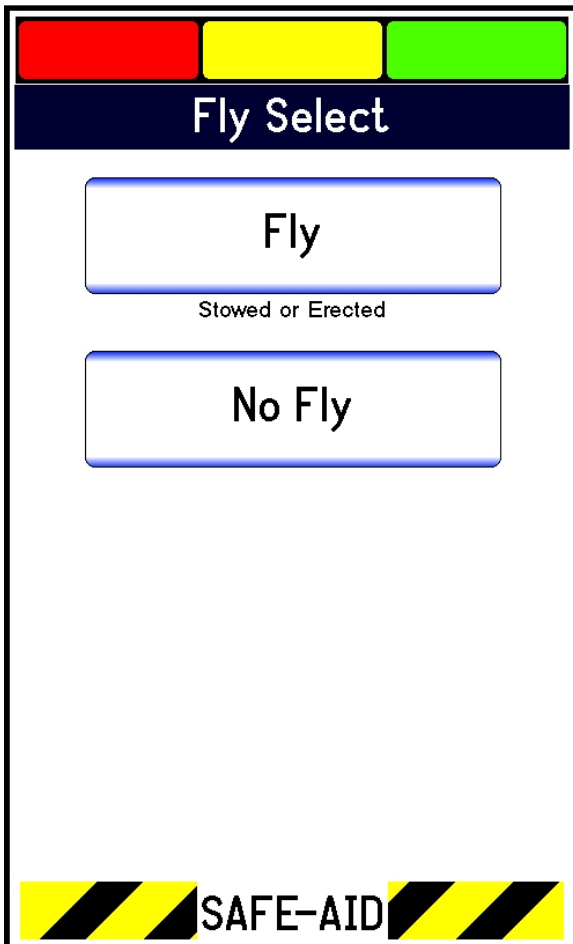 Fly Select
Fly
Stowed or Erected
No Fly
SAFE-AID